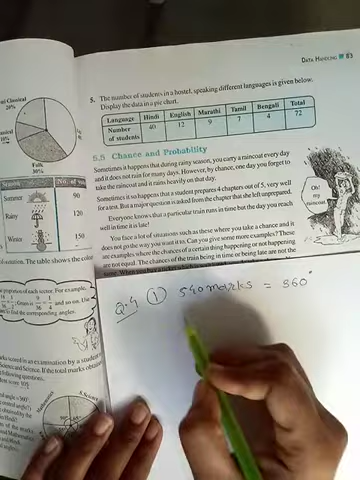 DATA HANDLING 83
5. The number of students in a hostel, speaking different languages is given below.
Display the data in a pie chart.
Language Hindi English Marathi Tamil Bengali Total
Number of students 40 12 9 7 4 72
5.5 Chance and Probability
Sometimes it happens that during rainy season, you carry a raincoat every day
and it does not rain for many days. However, by chance, one day you forget to
take the raincoat and it rains heavily on that day.
Sometimes it so happens that a student prepares 4 chapters out of 5, very well
for a test. But a major question is asked from the chapter that she left unprepared.
Everyone knows that a particular train runs in time but the day you reach
well in time it is late!
You face a lot of situations such as these where you take a chance and it
does not go the way you want it to. Can you give some more examples? These
are examples where the chances of a certain thing happening or not happening
are not equal. The chances of the train being in time or being late are not the
Oh!
my
raincoat
Classical
20%
Folk
30%
Summer 90
Rainy 120
Winter 150
Q.4 (1) 540 marks = 360°